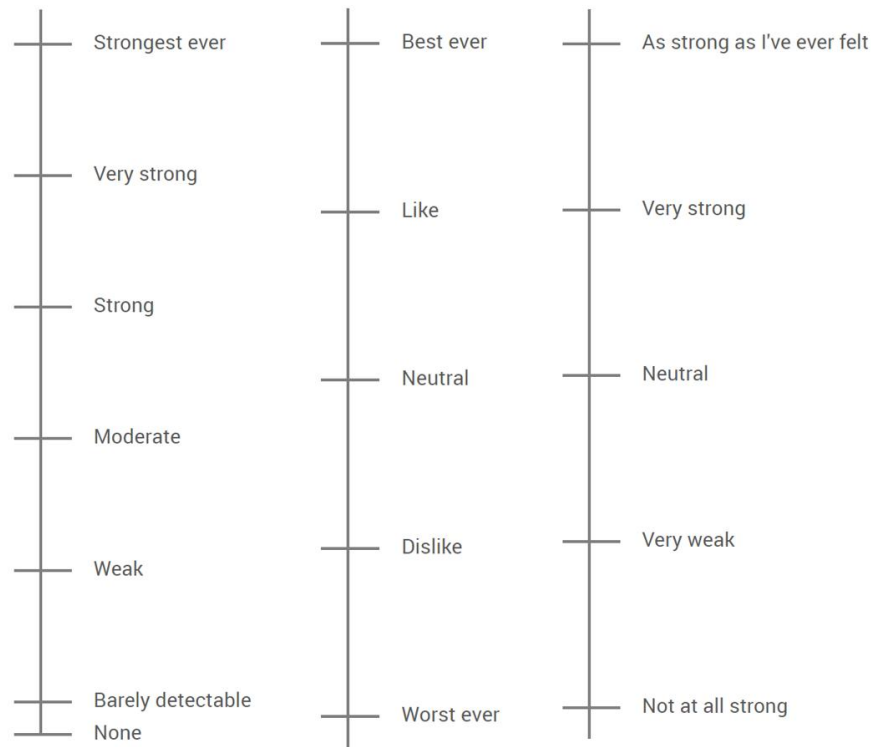 Strongest ever
Very strong
Strong
Moderate
Weak
Barely detectable
None
Best ever
Like
Neutral
Dislike
Worst ever
As strong as I've ever felt
Very strong
Neutral
Very weak
Not at all strong